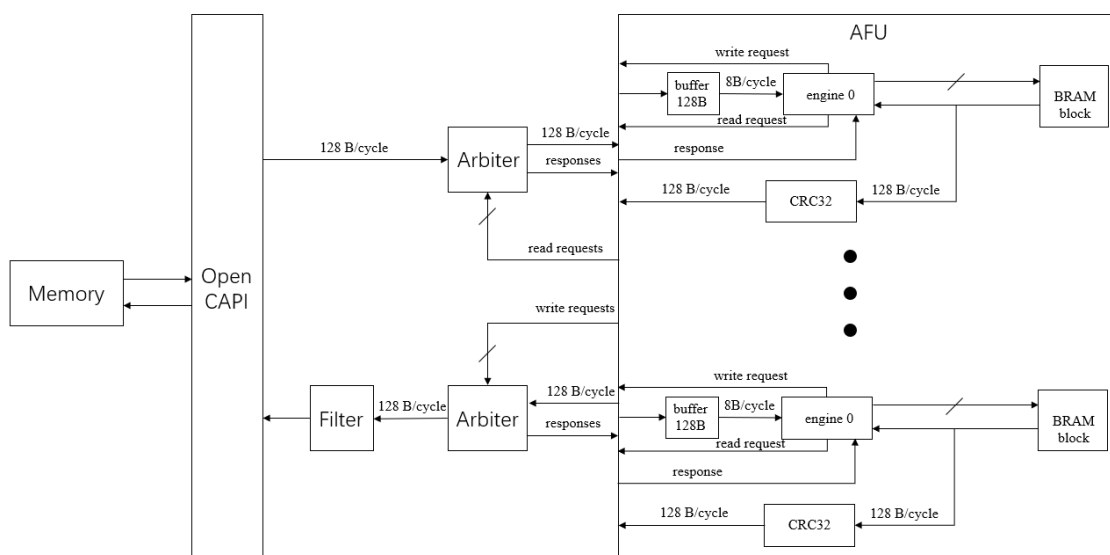 AFU
write request
buffer
128B
8B/cycle
engine 0
BRAM
block
read request
128 B/cycle
Arbiter
128 B/cycle
responses
response
128 B/cycle
CRC32
128 B/cycle
read requests
Memory
Open
CAPI
write requests
write request
Filter
128 B/cycle
Arbiter
128 B/cycle
responses
buffer
128B
8B/cycle
engine 0
BRAM
block
read request
response
128 B/cycle
CRC32
128 B/cycle